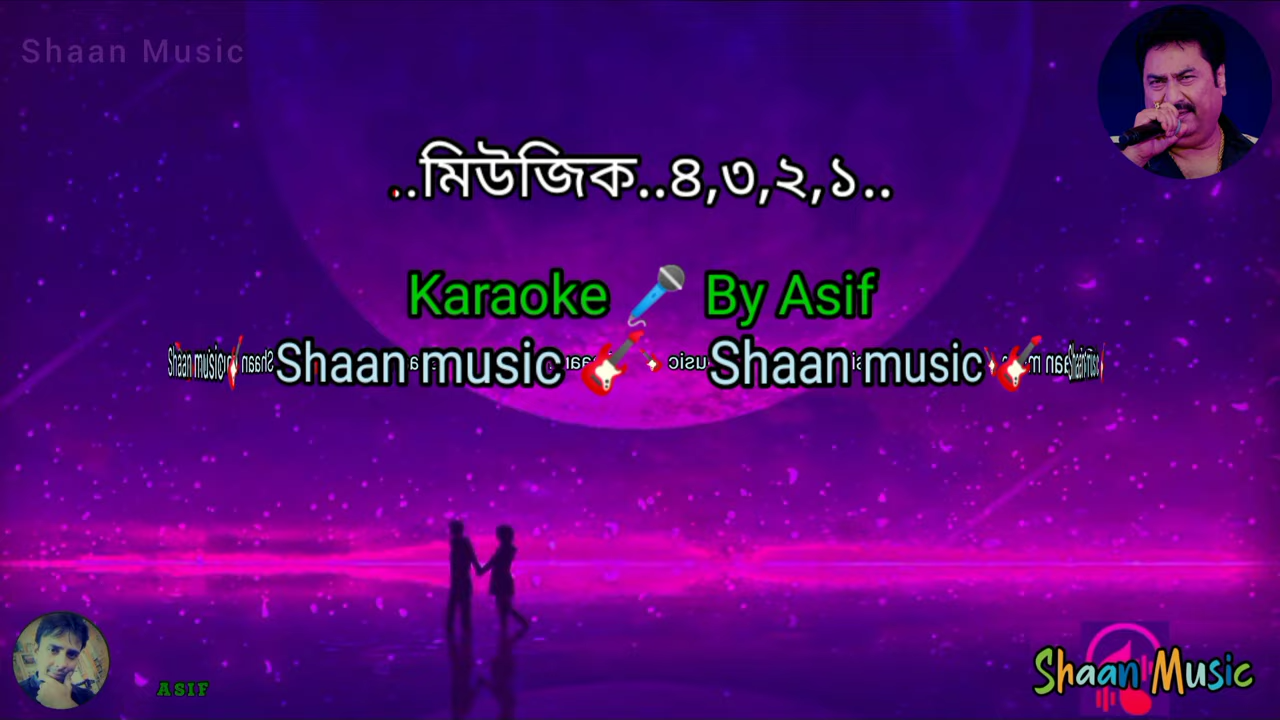 Shaan Music
..মিউজিক..৪,৩,২,১..
Karaoke 🎤 By Asif
Shaan music 🎸 Shaan music 🎸
ASIF
Shaan Music